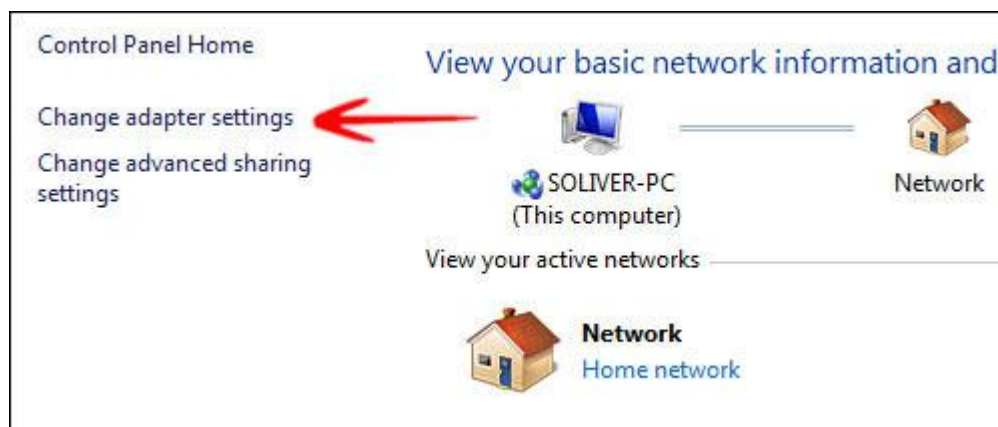 Control Panel Home
Change adapter settings
Change advanced sharing
settings
View your basic network information and
SOLIVER-PC
(This computer)
Network
View your active networks
Network
Home network